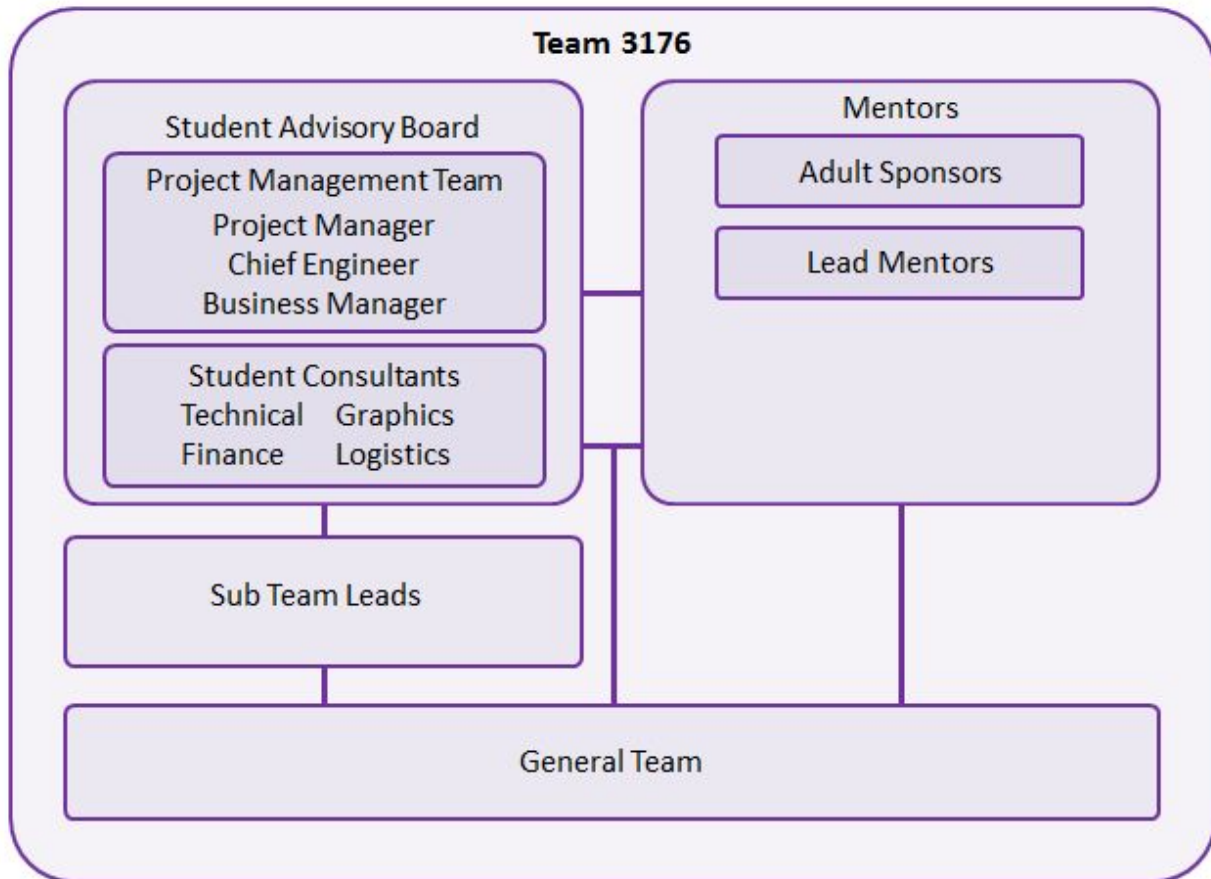 Team 3176
Student Advisory Board
Project Management Team
Project Manager
Chief Engineer
Business Manager
Student Consultants
Technical Graphics
Finance Logistics
Mentors
Adult Sponsors
Lead Mentors
Sub Team Leads
General Team